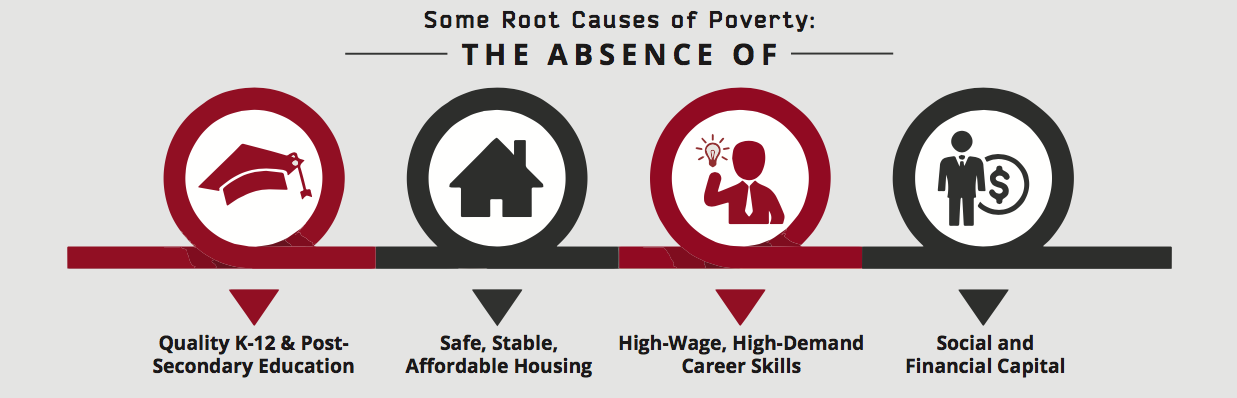 Some Root Causes of Poverty:
THE ABSENCE OF
$
Quality K-12 & Post-
Secondary Education
Safe, Stable,
Affordable Housing
High-Wage, High-Demand
Career Skills
Social and
Financial Capital